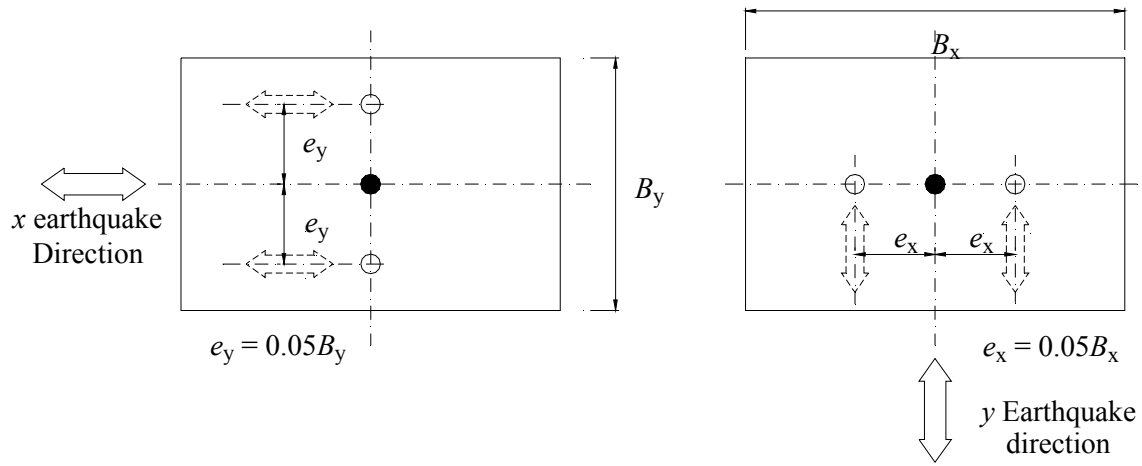 x earthquake
Direction
e_y
e_y
B_y
e_y = 0.05B_y
B_x
e_x
e_x
e_x = 0.05B_x
y Earthquake
direction